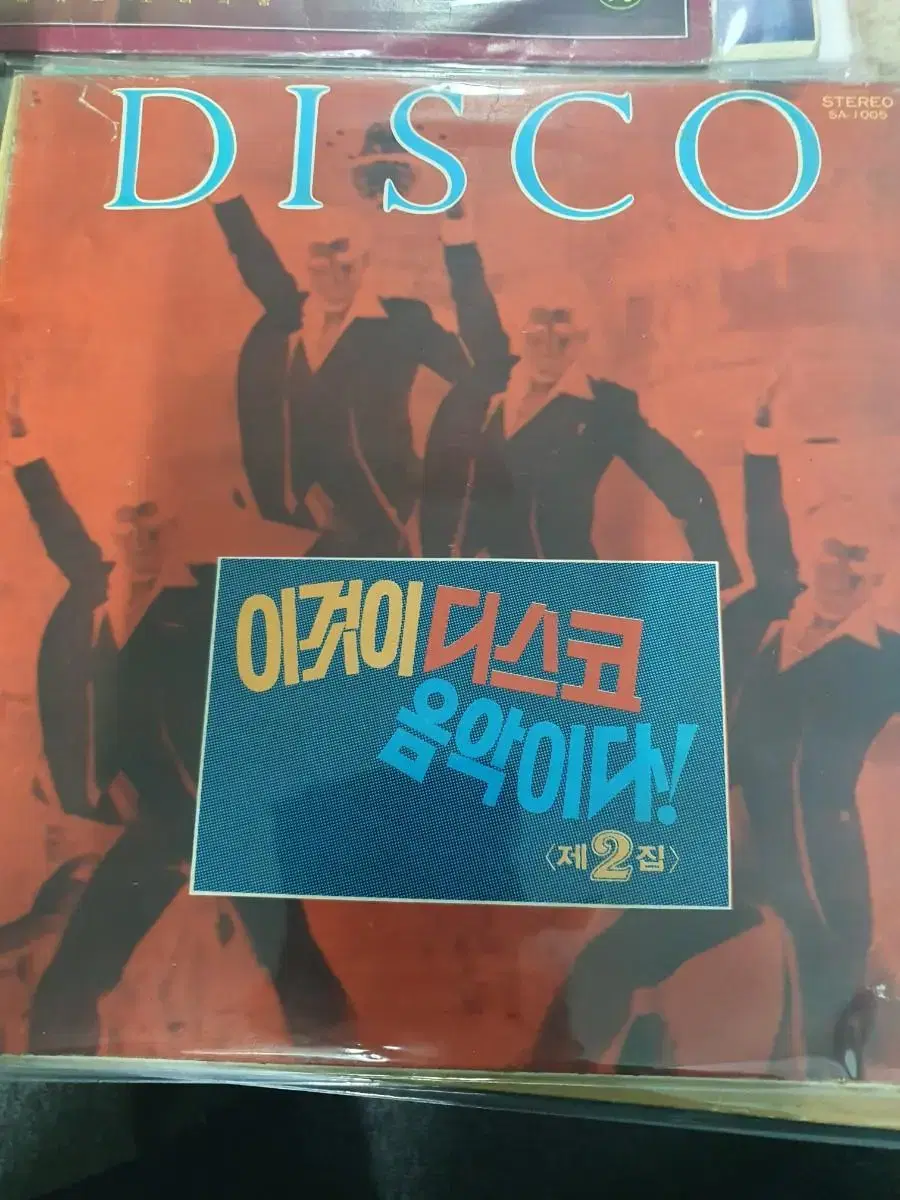 DISCO
STEREO
SA-1005
이것이 디스코
음악이다!
〈제2집〉